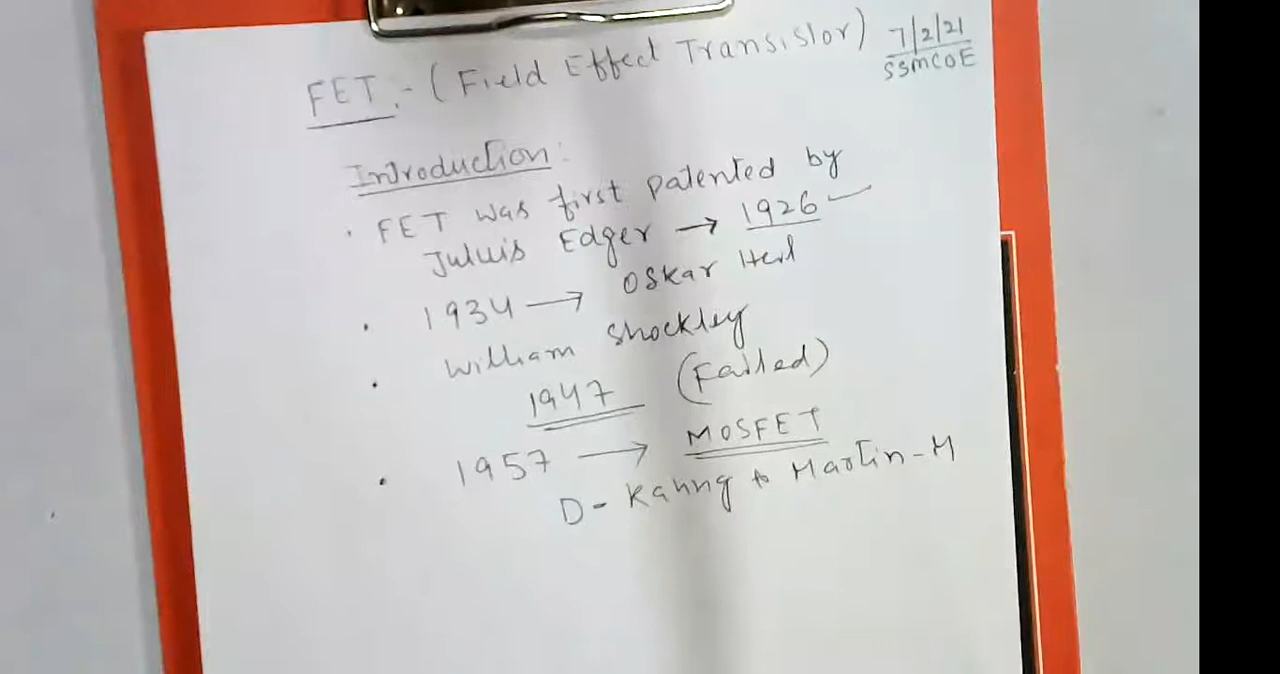 FET :- (Field Effect Transistor) 7/2/21
SSMCOE
Introduction:
• FET was first patented by
Juluis Edger → 1926
• 1934 → Oskar Heil
• William Shockley
1947 (Failed)
• 1957 → MOSFET
D- Kahng & Martin-M